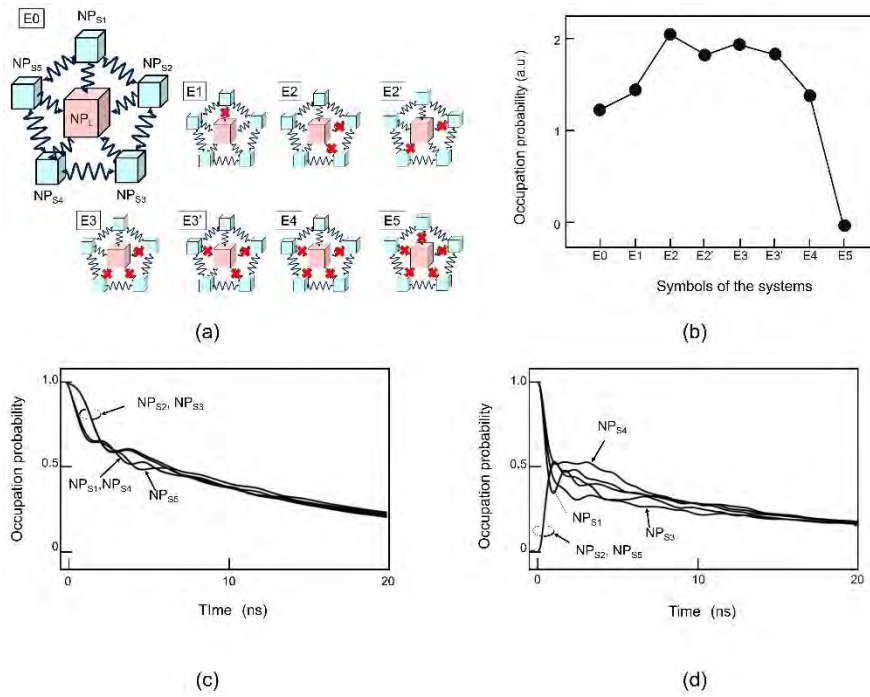 E0
NPS1
NPS5
NPS2
NPL
NPS4
NPS3
E1
E2
E2'
E3
E3'
E4
E5
(a)
Occupation probability (a.u.)
2
1
0
E0 E1 E2 E2' E3 E3' E4 E5
Symbols of the systems
(b)
Occupation probability
1.0
0.5
0
NPS2, NPS3
NPS1,NPS4
NPS5
0 10 20
TIme (ns)
(c)
Occupation probability
1.0
0.5
0
NPS4
NPS1
NPS3
NPS2, NPS5
0 10 20
Time (ns)
(d)